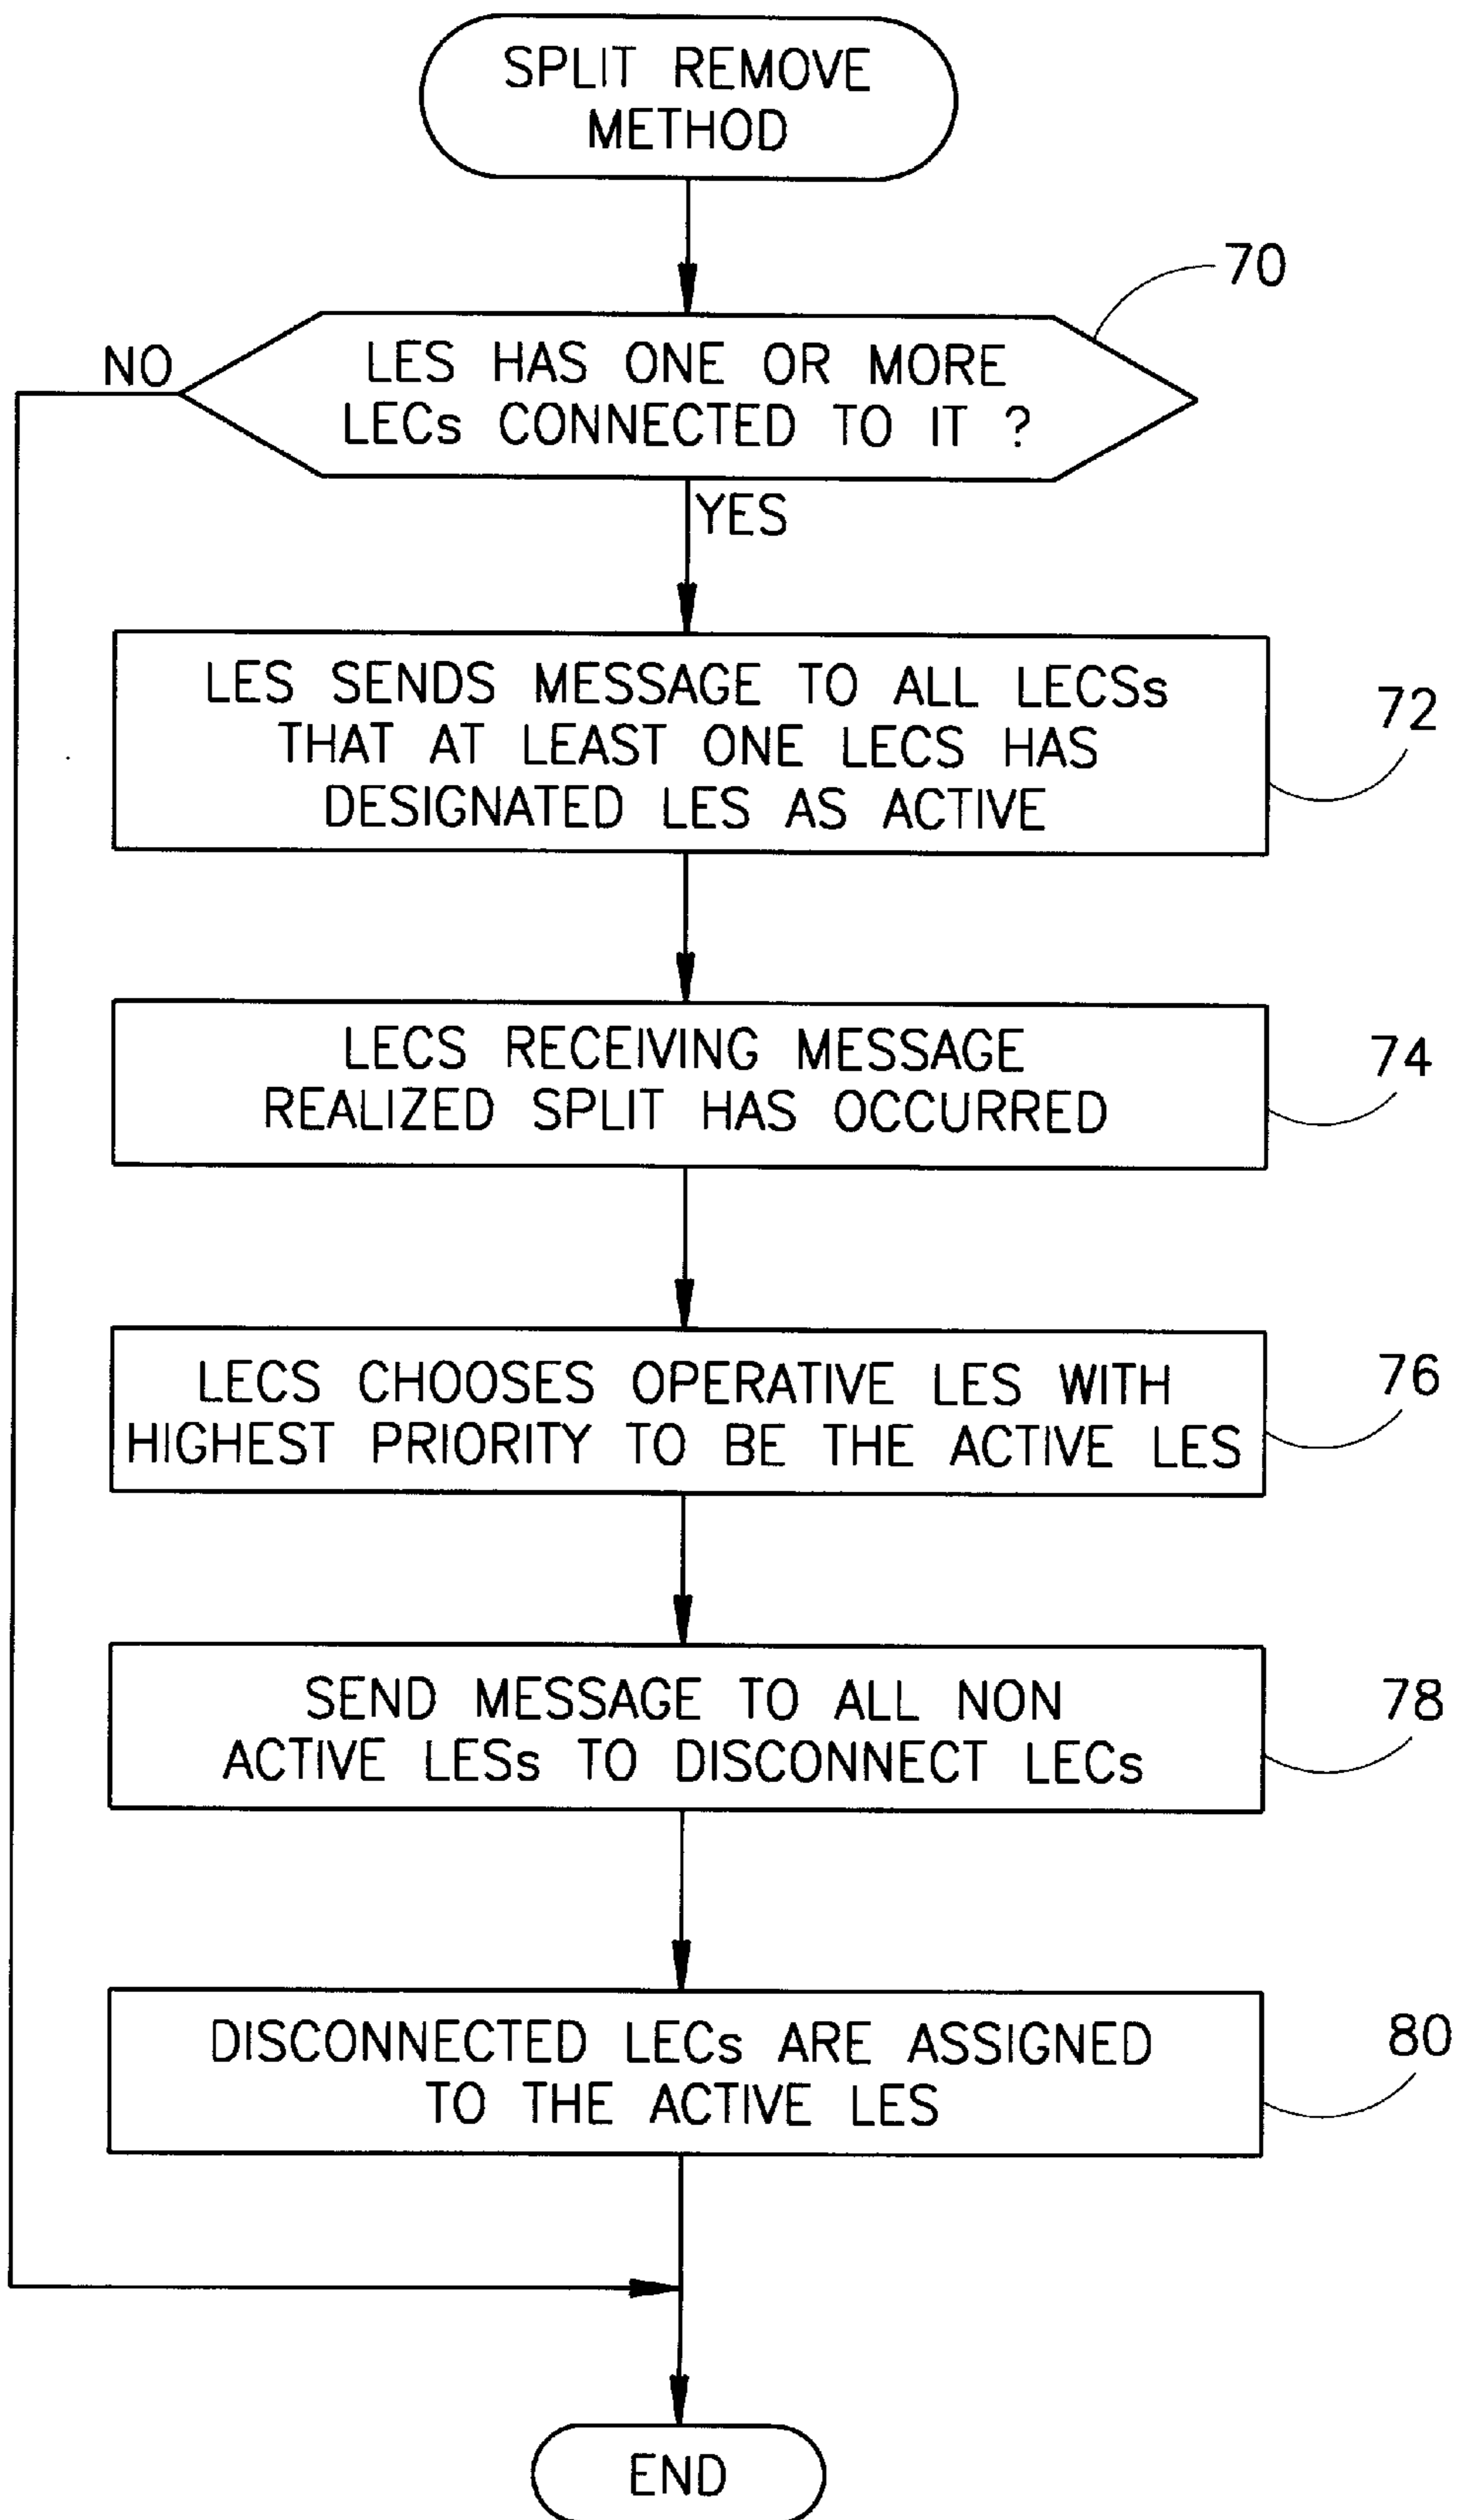 SPLIT REMOVE
METHOD
70
NO
LES HAS ONE OR MORE
LECs CONNECTED TO IT ?
YES
LES SENDS MESSAGE TO ALL LECSs
THAT AT LEAST ONE LECS HAS
DESIGNATED LES AS ACTIVE
72
LECS RECEIVING MESSAGE
REALIZED SPLIT HAS OCCURRED
74
LECS CHOOSES OPERATIVE LES WITH
HIGHEST PRIORITY TO BE THE ACTIVE LES
76
SEND MESSAGE TO ALL NON
ACTIVE LESs TO DISCONNECT LECs
78
DISCONNECTED LECs ARE ASSIGNED
TO THE ACTIVE LES
80
END